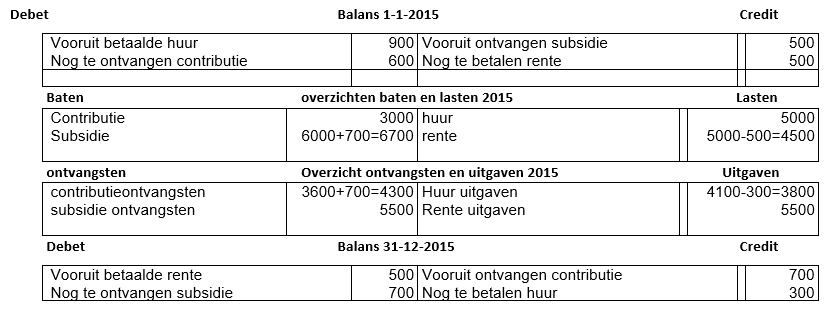 Debet Balans 1-1-2015 Credit
Vooruit betaalde huur 900 Vooruit ontvangen subsidie 500
Nog te ontvangen contributie 600 Nog te betalen rente 500
Baten overzichten baten en lasten 2015 Lasten
Contributie 3000 huur 5000
Subsidie 6000+700=6700 rente 5000-500=4500
ontvangsten Overzicht ontvangsten en uitgaven 2015 Uitgaven
contributieontvangsten 3600+700=4300 Huur uitgaven 4100-300=3800
subsidie ontvangsten 5500 Rente uitgaven 5500
Debet Balans 31-12-2015 Credit
Vooruit betaalde rente 500 Vooruit ontvangen contributie 700
Nog te ontvangen subsidie 700 Nog te betalen huur 300